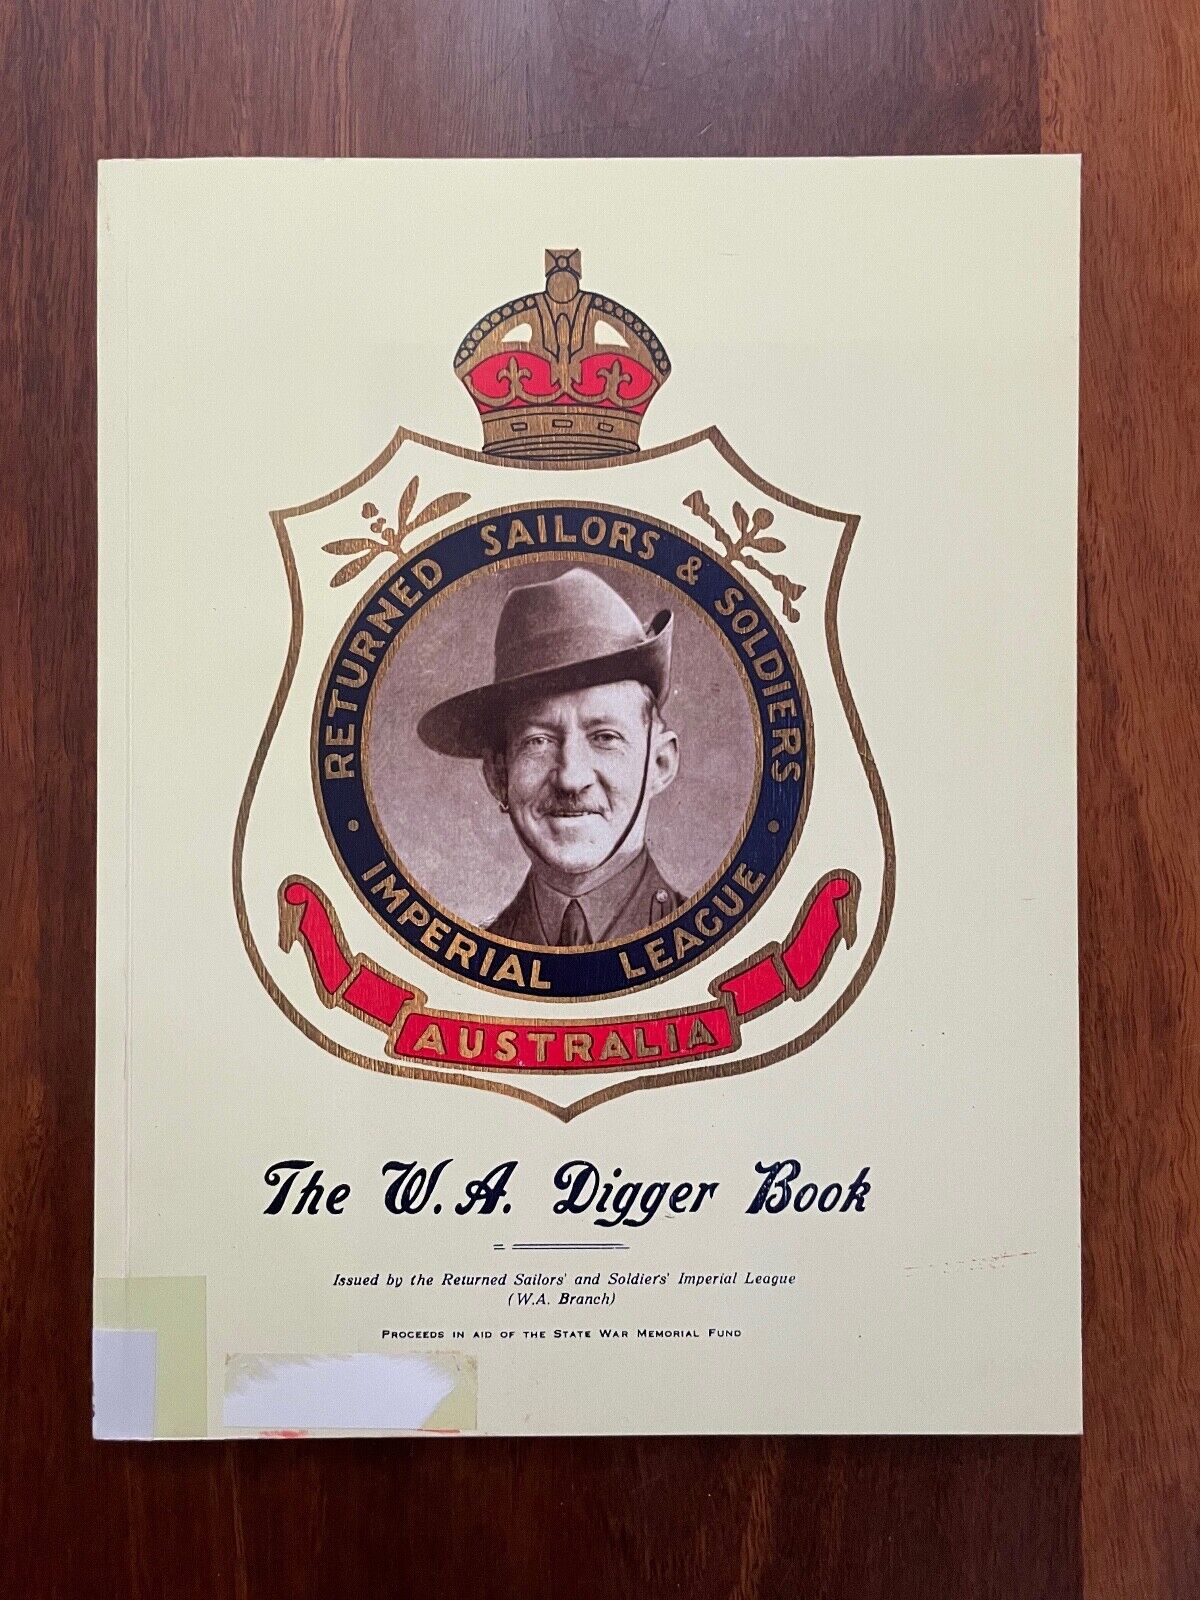 RETURNED SAILORS & SOLDIERS
IMPERIAL LEAGUE
AUSTRALIA
The W.A. Digger Book
Issued by the Returned Sailors' and Soldiers' Imperial League
(W.A. Branch)
PROCEEDS IN AID OF THE STATE WAR MEMORIAL FUND